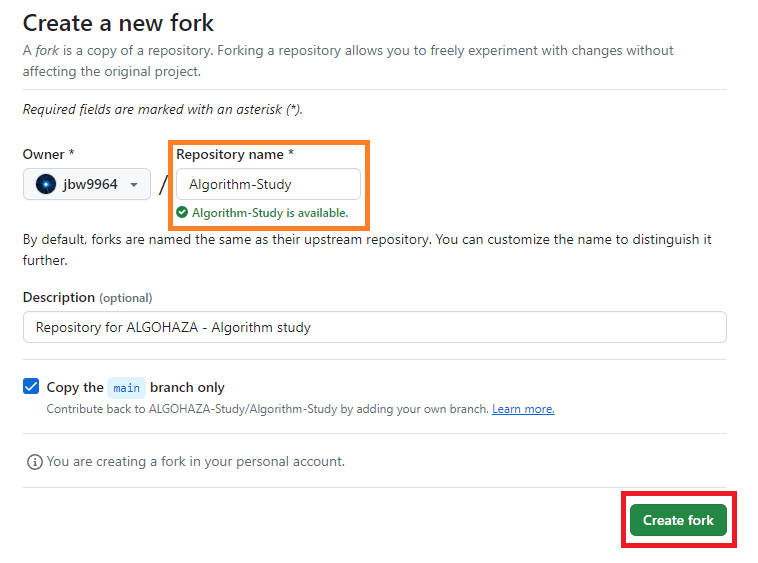 Create a new fork
A fork is a copy of a repository. Forking a repository allows you to freely experiment with changes without
affecting the original project.
Required fields are marked with an asterisk (*).
Owner *
Repository name *
jbw9964
/
Algorithm-Study
Algorithm-Study is available.
By default, forks are named the same as their upstream repository. You can customize the name to distinguish it
further.
Description (optional)
Repository for ALGOHAZA - Algorithm study
Copy the main branch only
Contribute back to ALGOHAZA-Study/Algorithm-Study by adding your own branch. Learn more.
You are creating a fork in your personal account.
Create fork